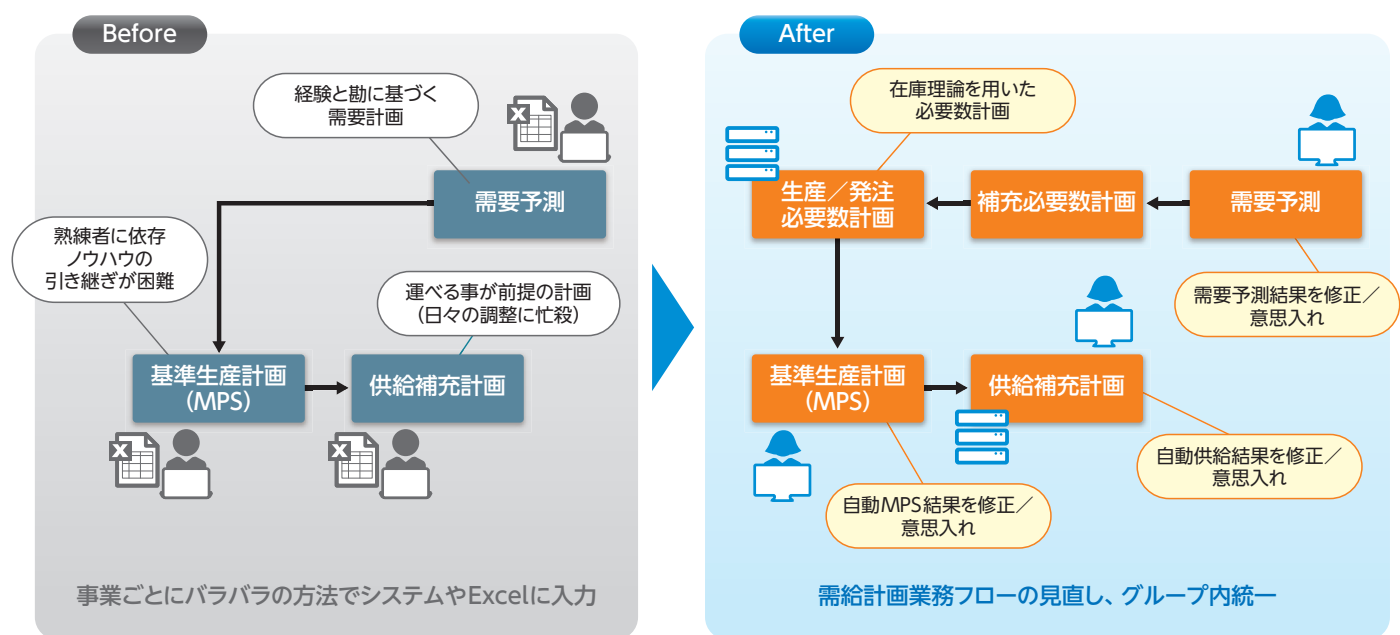 Before
経験と勘に基づく
需要計画
需要予測
熟練者に依存
ノウハウの
引き継ぎが困難
運べる事が前提の計画
(日々の調整に忙殺)
基準生産計画
(MPS)
供給補充計画
事業ごとにバラバラの方法でシステムやExcelに入力
After
在庫理論を用いた
必要数計画
生産／発注
必要数計画
補充必要数計画
需要予測
需要予測結果を修正／
意思入れ
基準生産計画
(MPS)
供給補充計画
自動供給結果を修正／
意思入れ
自動MPS結果を修正／
意思入れ
需給計画業務フローの見直し、グループ内統一